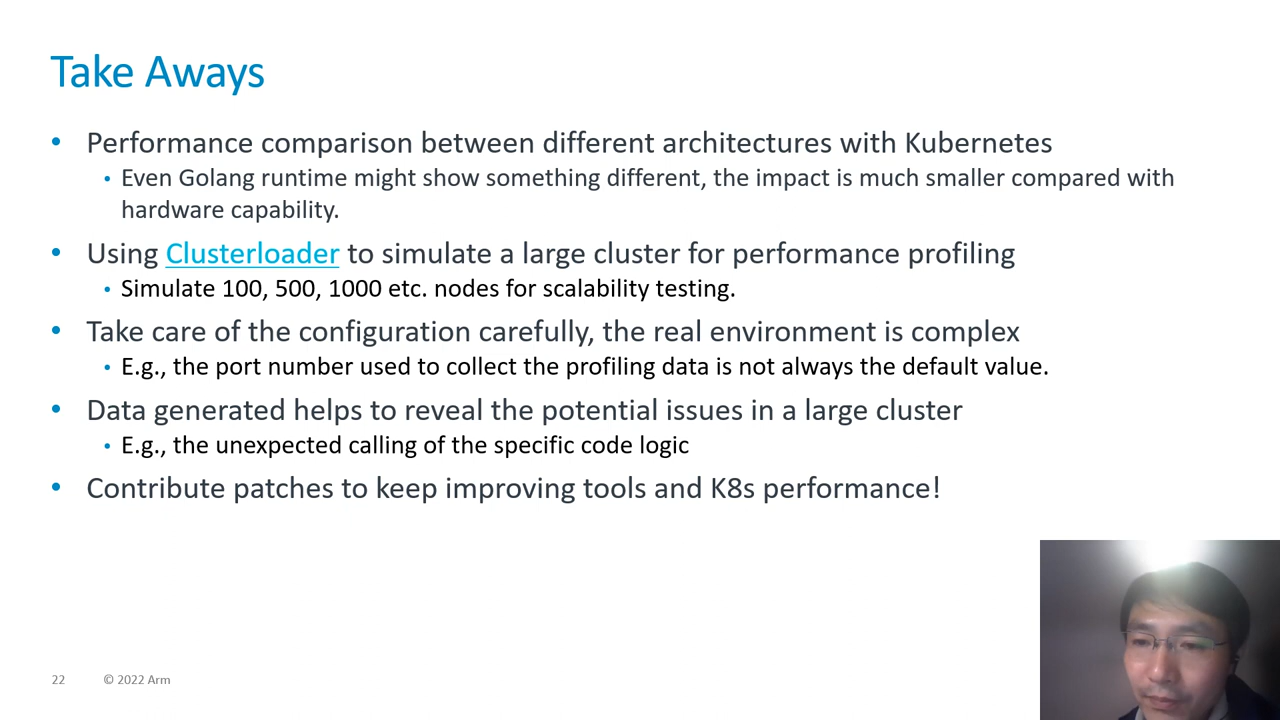 Take Aways
• Performance comparison between different architectures with Kubernetes
• Even Golang runtime might show something different, the impact is much smaller compared with
hardware capability.
• Using Clusterloader to simulate a large cluster for performance profiling
• Simulate 100, 500, 1000 etc. nodes for scalability testing.
• Take care of the configuration carefully, the real environment is complex
• E.g., the port number used to collect the profiling data is not always the default value.
• Data generated helps to reveal the potential issues in a large cluster
• E.g., the unexpected calling of the specific code logic
• Contribute patches to keep improving tools and K8s performance!
22 © 2022 Arm